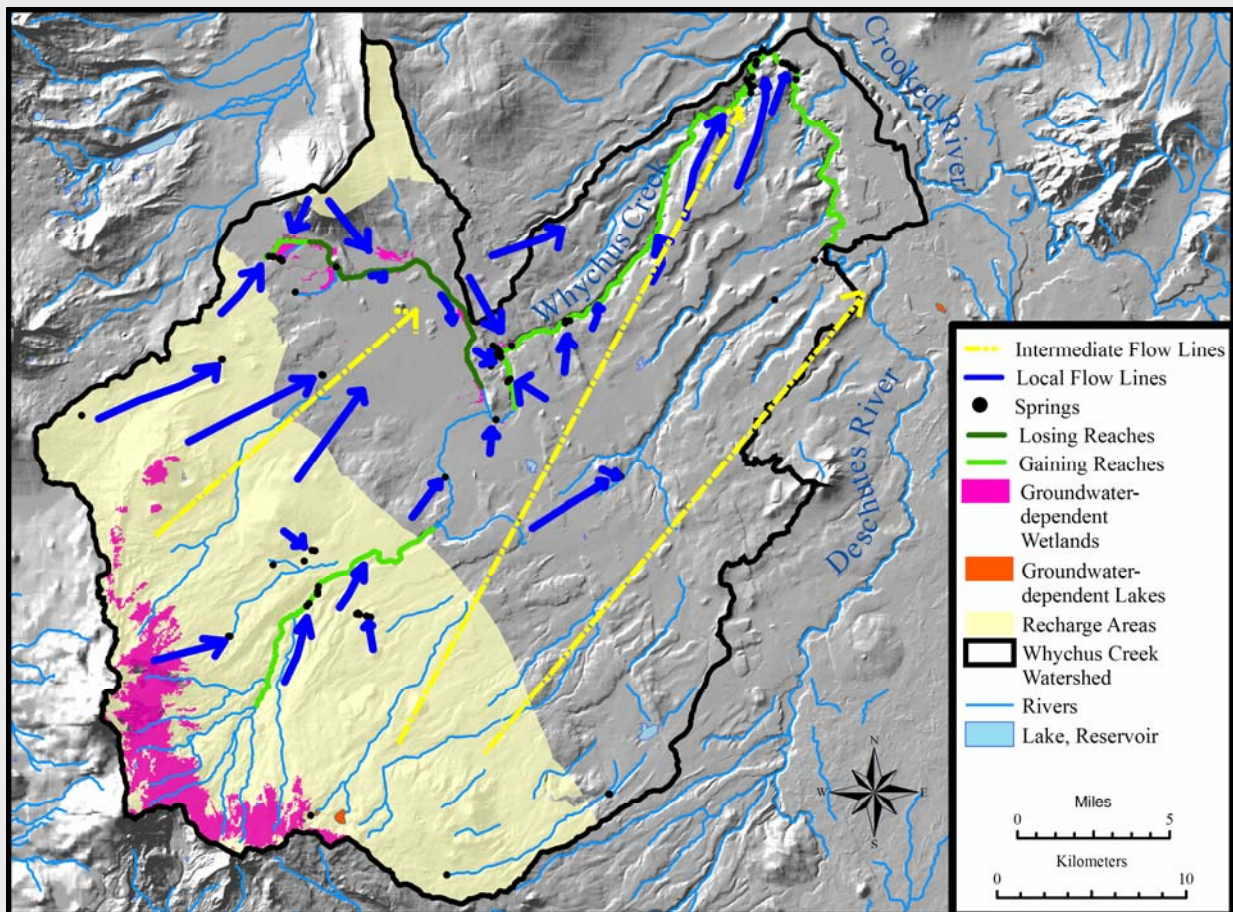 Crooked River
Whychus Creek
Deschutes River
Intermediate Flow Lines
Local Flow Lines
Springs
Losing Reaches
Gaining Reaches
Groundwater-
dependent
Wetlands
Groundwater-
dependent Lakes
Recharge Areas
Whychus Creek
Watershed
Rivers
Lake, Reservoir
N
W
E
S
Miles
0
5
Kilometers
0
10